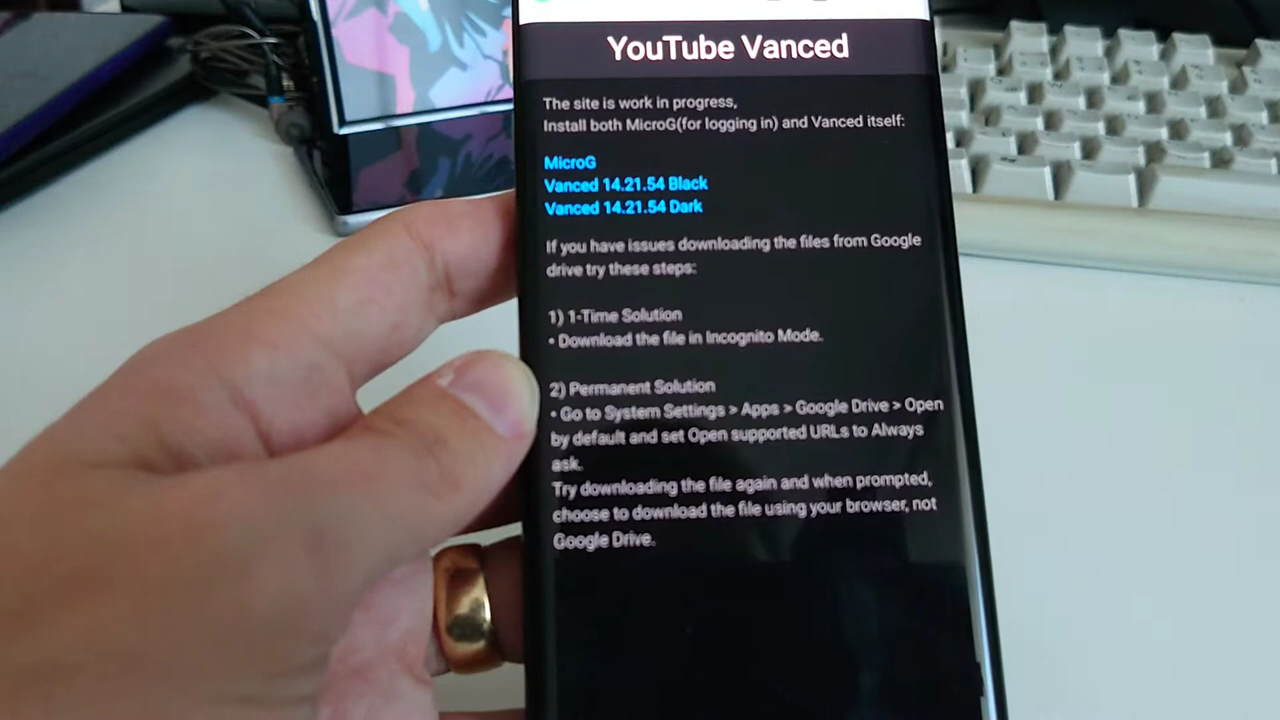 YouTube Vanced
The site is work in progress,
Install both MicroG(for logging in) and Vanced itself:
MicroG
Vanced 14.21.54 Black
Vanced 14.21.54 Dark
If you have issues downloading the files from Google
drive try these steps:
1) 1-Time Solution
• Download the file in Incognito Mode.
2) Permanent Solution
• Go to System Settings > Apps > Google Drive > Open
by default and set Open supported URLs to Always
ask.
Try downloading the file again and when prompted,
choose to download the file using your browser, not
Google Drive.